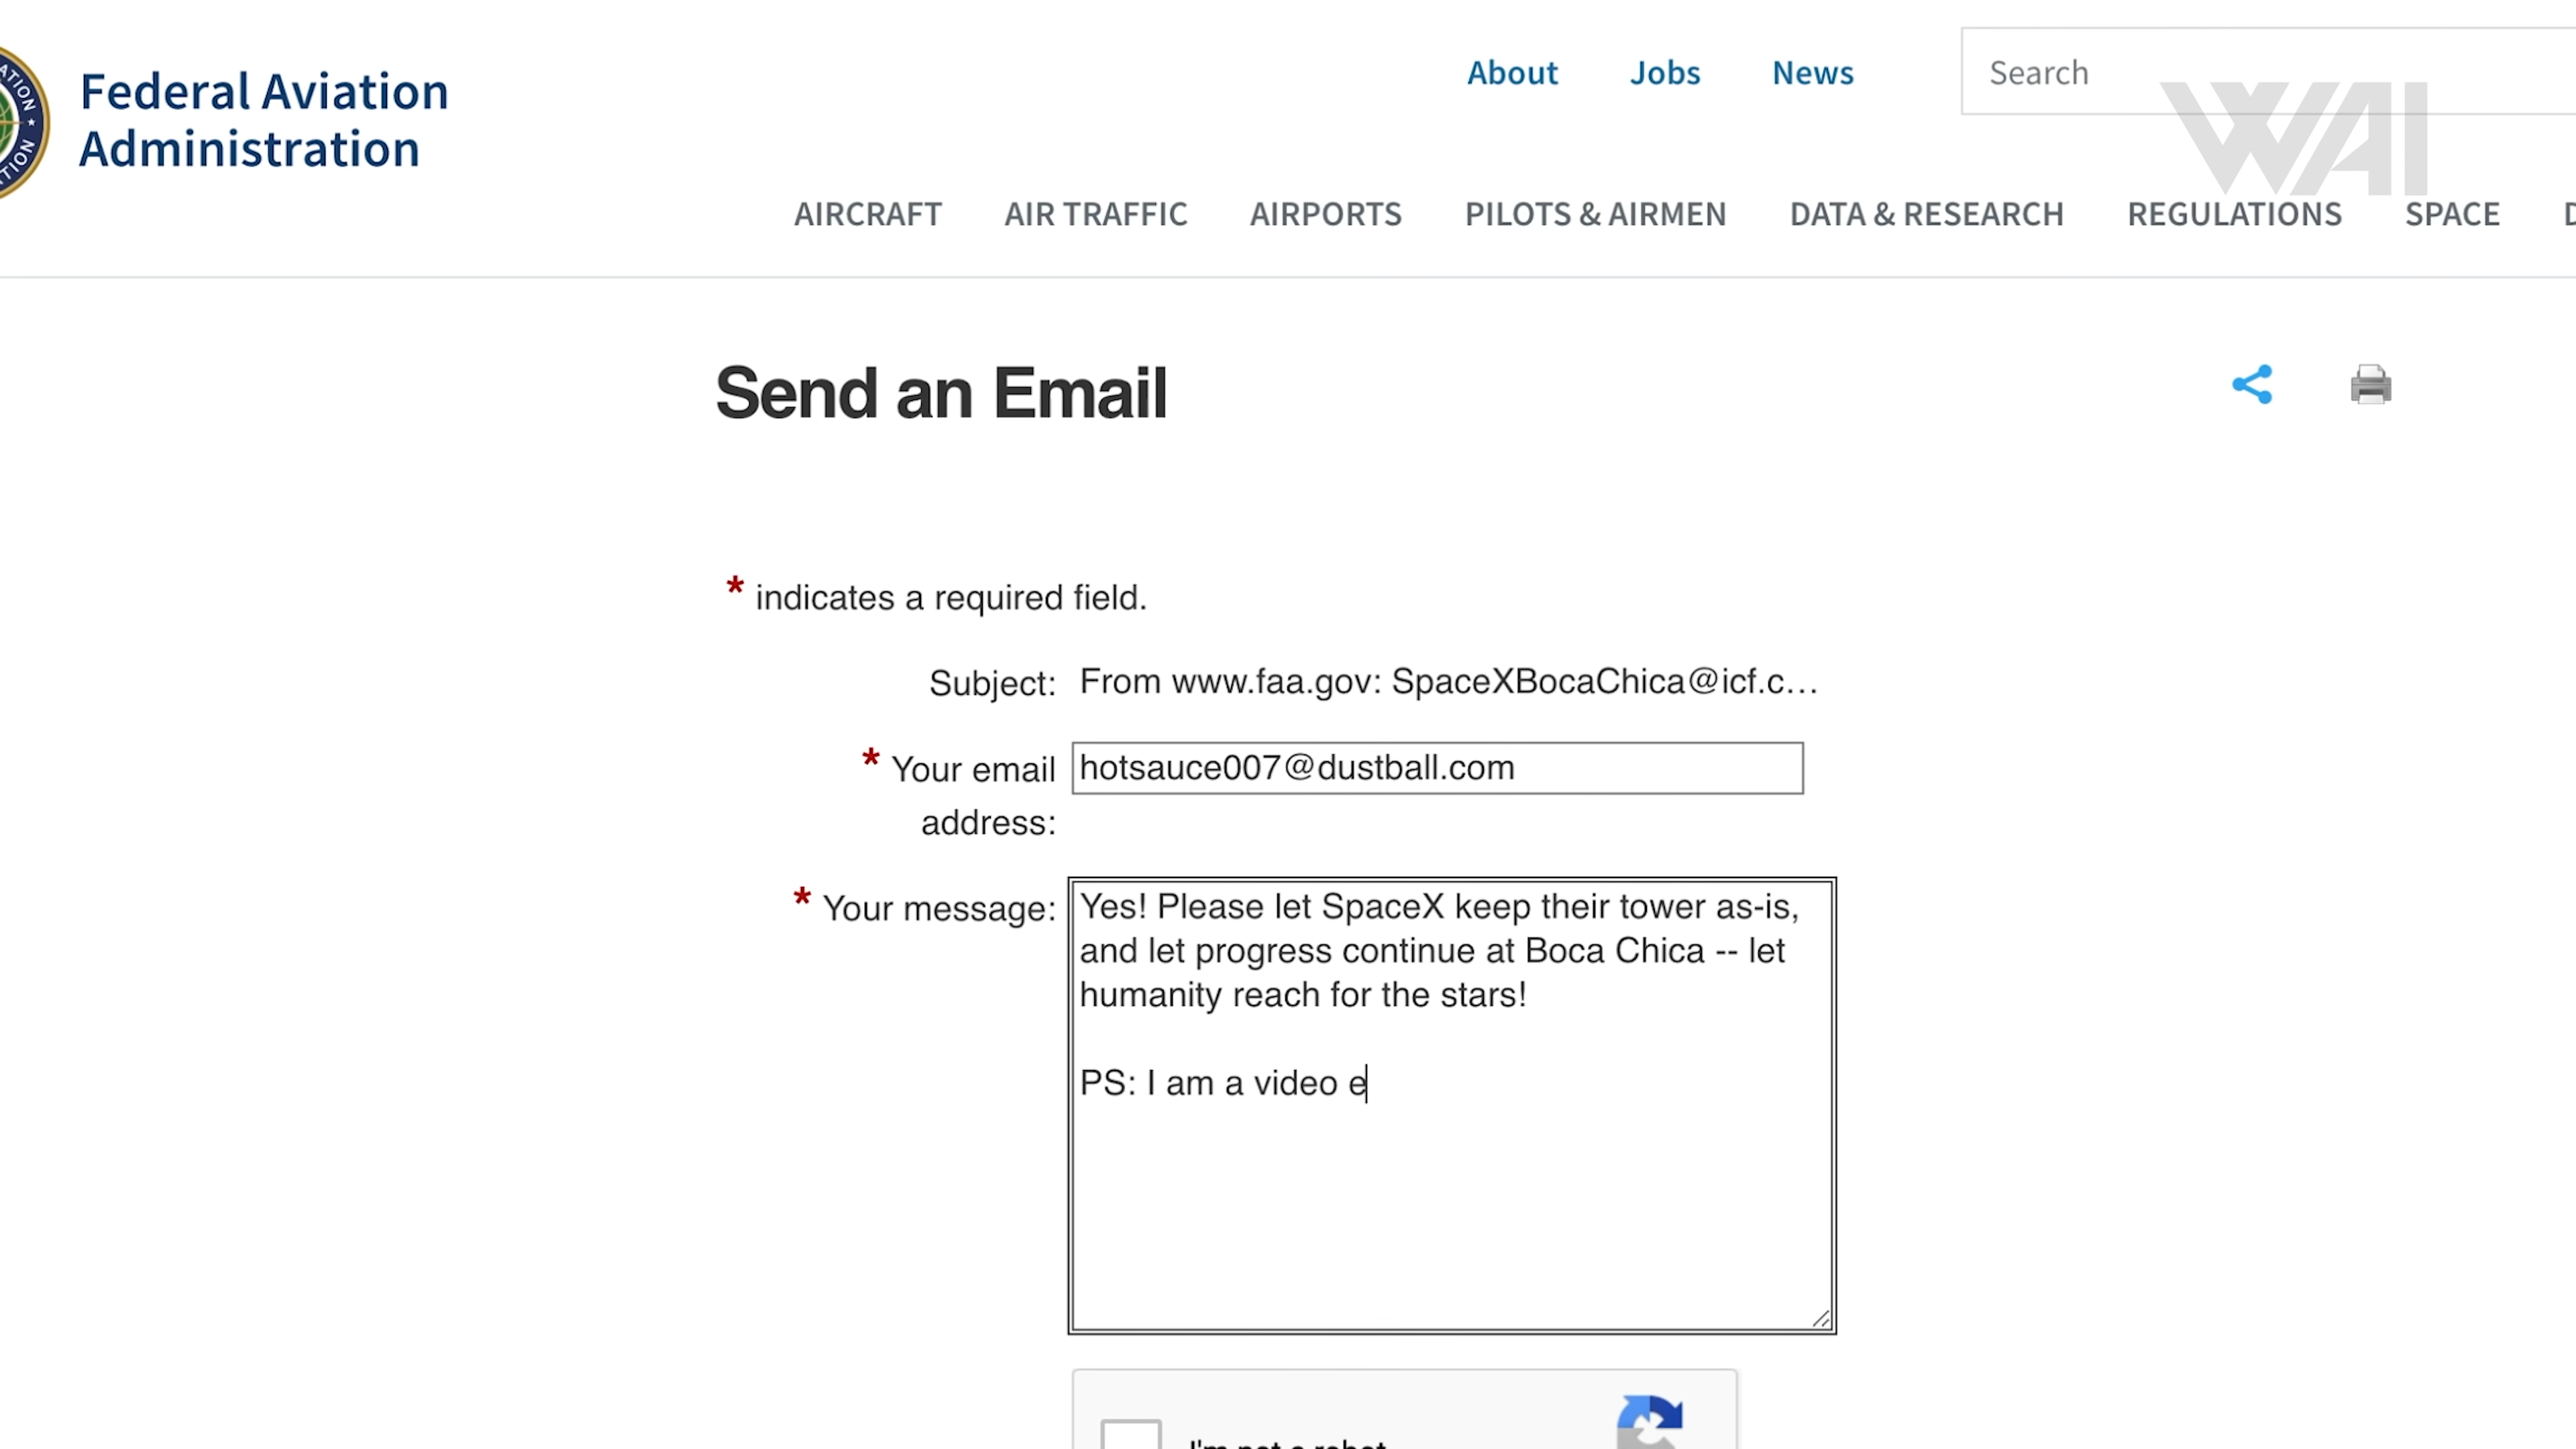 Federal Aviation
Administration
About Jobs News
Search
WAI
AIRCRAFT AIR TRAFFIC AIRPORTS PILOTS & AIRMEN DATA & RESEARCH REGULATIONS SPACE
Send an Email
* indicates a required field.
Subject: From www.faa.gov: SpaceXBocaChica@icf.c...
* Your email address: hotsauce007@dustball.com
* Your message: Yes! Please let SpaceX keep their tower as-is,
and let progress continue at Boca Chica -- let
humanity reach for the stars!
PS: I am a video e
I'm not a robot